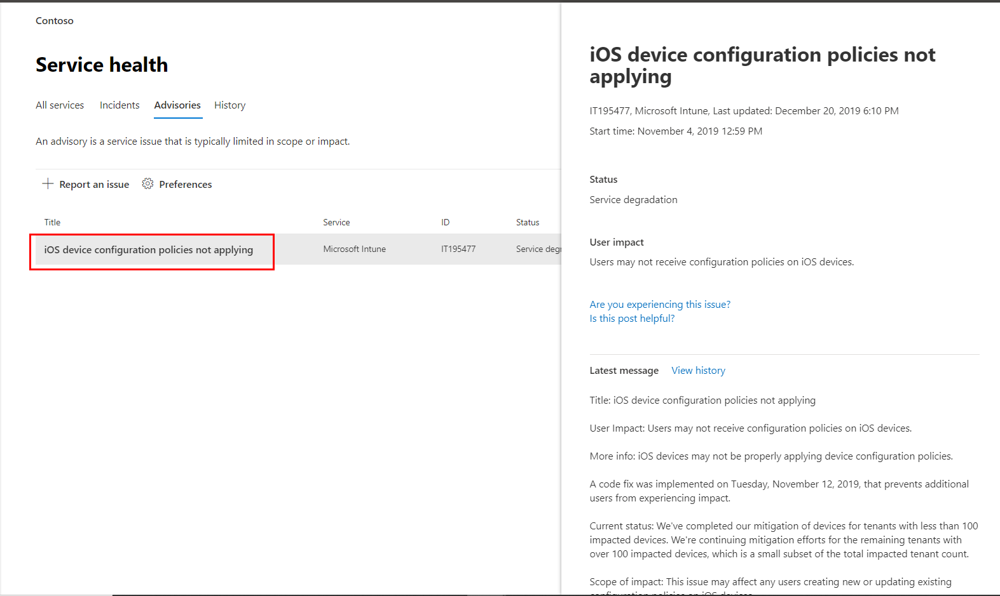 Contoso
Service health
All services Incidents Advisories History
An advisory is a service issue that is typically limited in scope or impact.
Report an issue Preferences
Title Service ID Status
iOS device configuration policies not applying Microsoft Intune IT195477 Service degr
iOS device configuration policies not
applying
IT195477, Microsoft Intune, Last updated: December 20, 2019 6:10 PM
Start time: November 4, 2019 12:59 PM
Status
Service degradation
User impact
Users may not receive configuration policies on iOS devices.
Are you experiencing this issue?
Is this post helpful?
Latest message View history
Title: iOS device configuration policies not applying
User Impact: Users may not receive configuration policies on iOS devices.
More info: iOS devices may not be properly applying device configuration policies.
A code fix was implemented on Tuesday, November 12, 2019, that prevents additional
users from experiencing impact.
Current status: We've completed our mitigation of devices for tenants with less than 100
impacted devices. We're continuing mitigation efforts for the remaining tenants with
over 100 impacted devices, which is a small subset of the total impacted tenant count.
Scope of impact: This issue may affect any users creating new or updating existing
configuration policies on iOS devices.